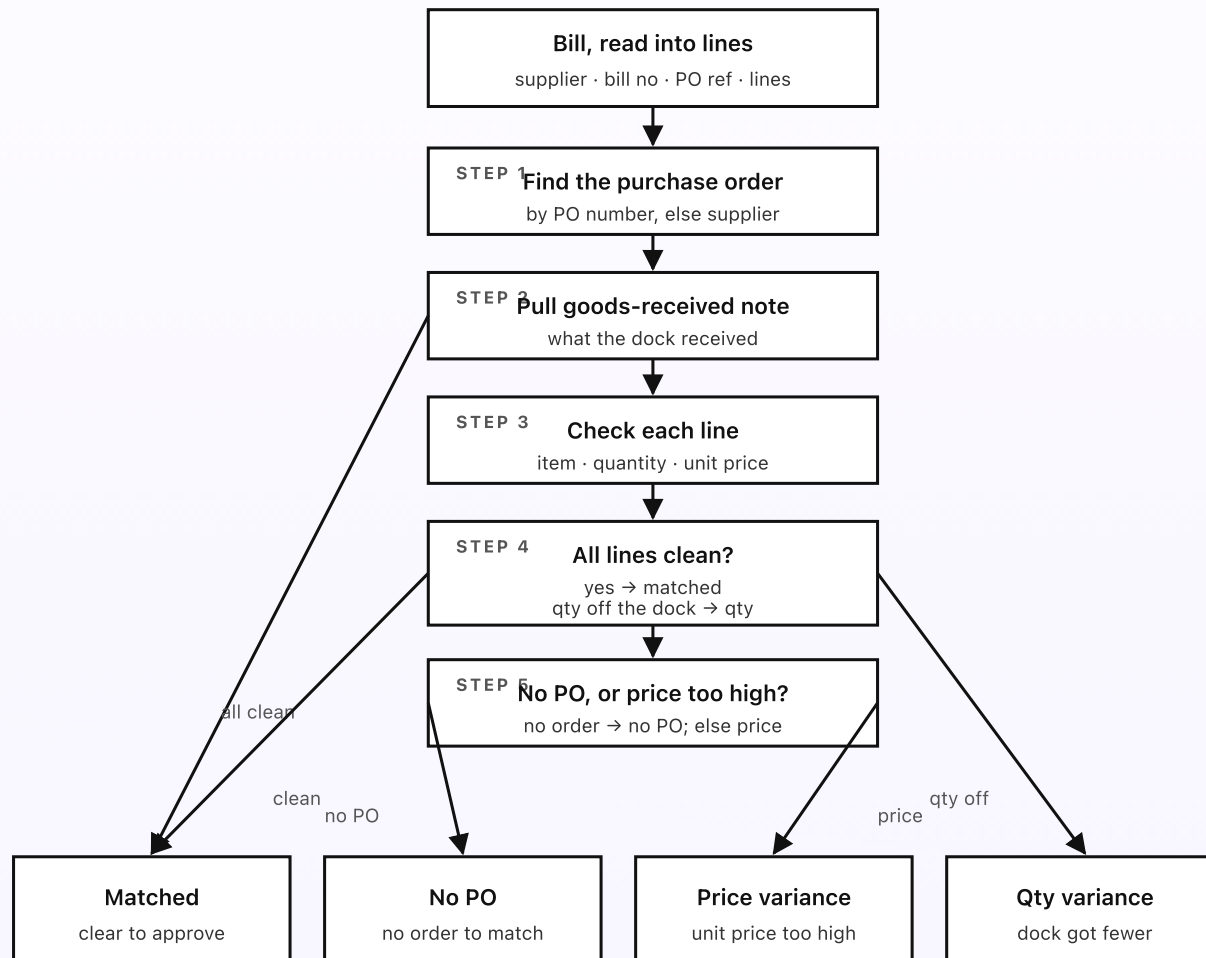 Bill, read into lines
supplier · bill no · PO ref · lines
STEP 1
Find the purchase order
by PO number, else supplier
STEP 2
Pull goods-received note
what the dock received
STEP 3
Check each line
item · quantity · unit price
STEP 4
All lines clean?
yes → matched
qty off the dock → qty
STEP 5
No PO, or price too high?
no order → no PO; else price
all clean
clean
no PO
qty off
price
Matched
clear to approve
No PO
no order to match
Price variance
unit price too high
Qty variance
dock got fewer